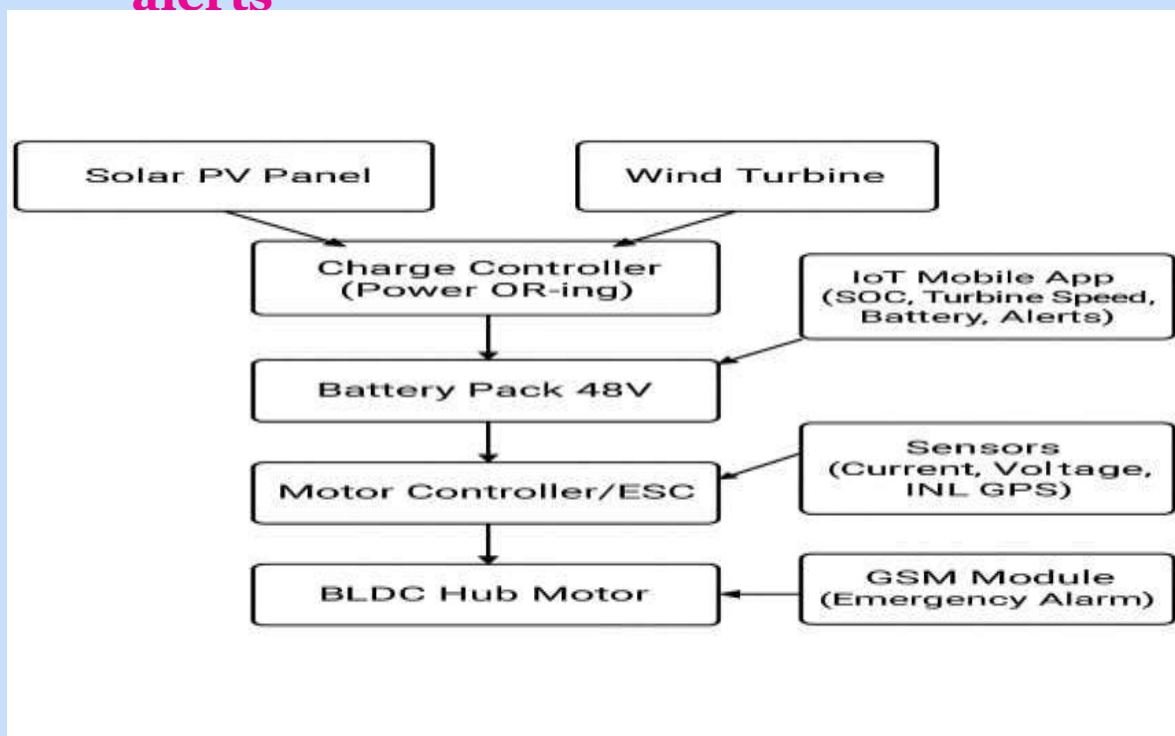 alerts
Solar PV Panel
Wind Turbine
Charge Controller
(Power OR-ing)
IoT Mobile App
(SOC, Turbine Speed,
Battery, Alerts)
Battery Pack 48V
Sensors
(Current, Voltage,
INL GPS)
Motor Controller/ESC
BLDC Hub Motor
GSM Module
(Emergency Alarm)